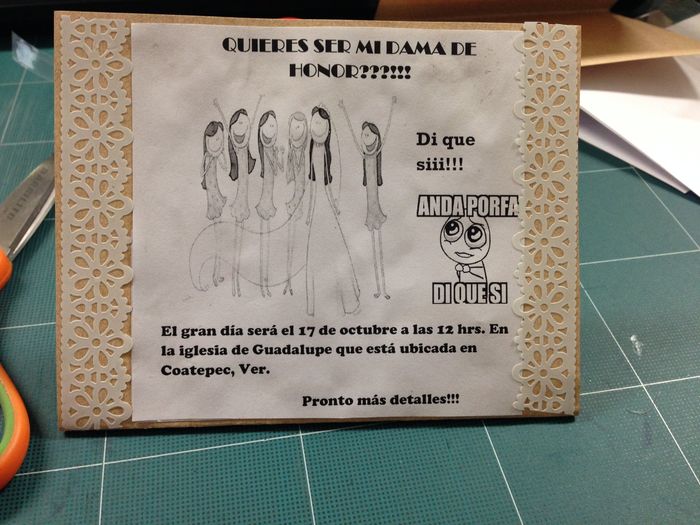 QUIERES SER MI DAMA DE
HONOR???!!!
Di que
siii!!!
ANDA PORFA
DI QUE SI
El gran día será el 17 de octubre a las 12 hrs. En
la iglesia de Guadalupe que está ubicada en
Coatepec, Ver.
Pronto más detalles!!!